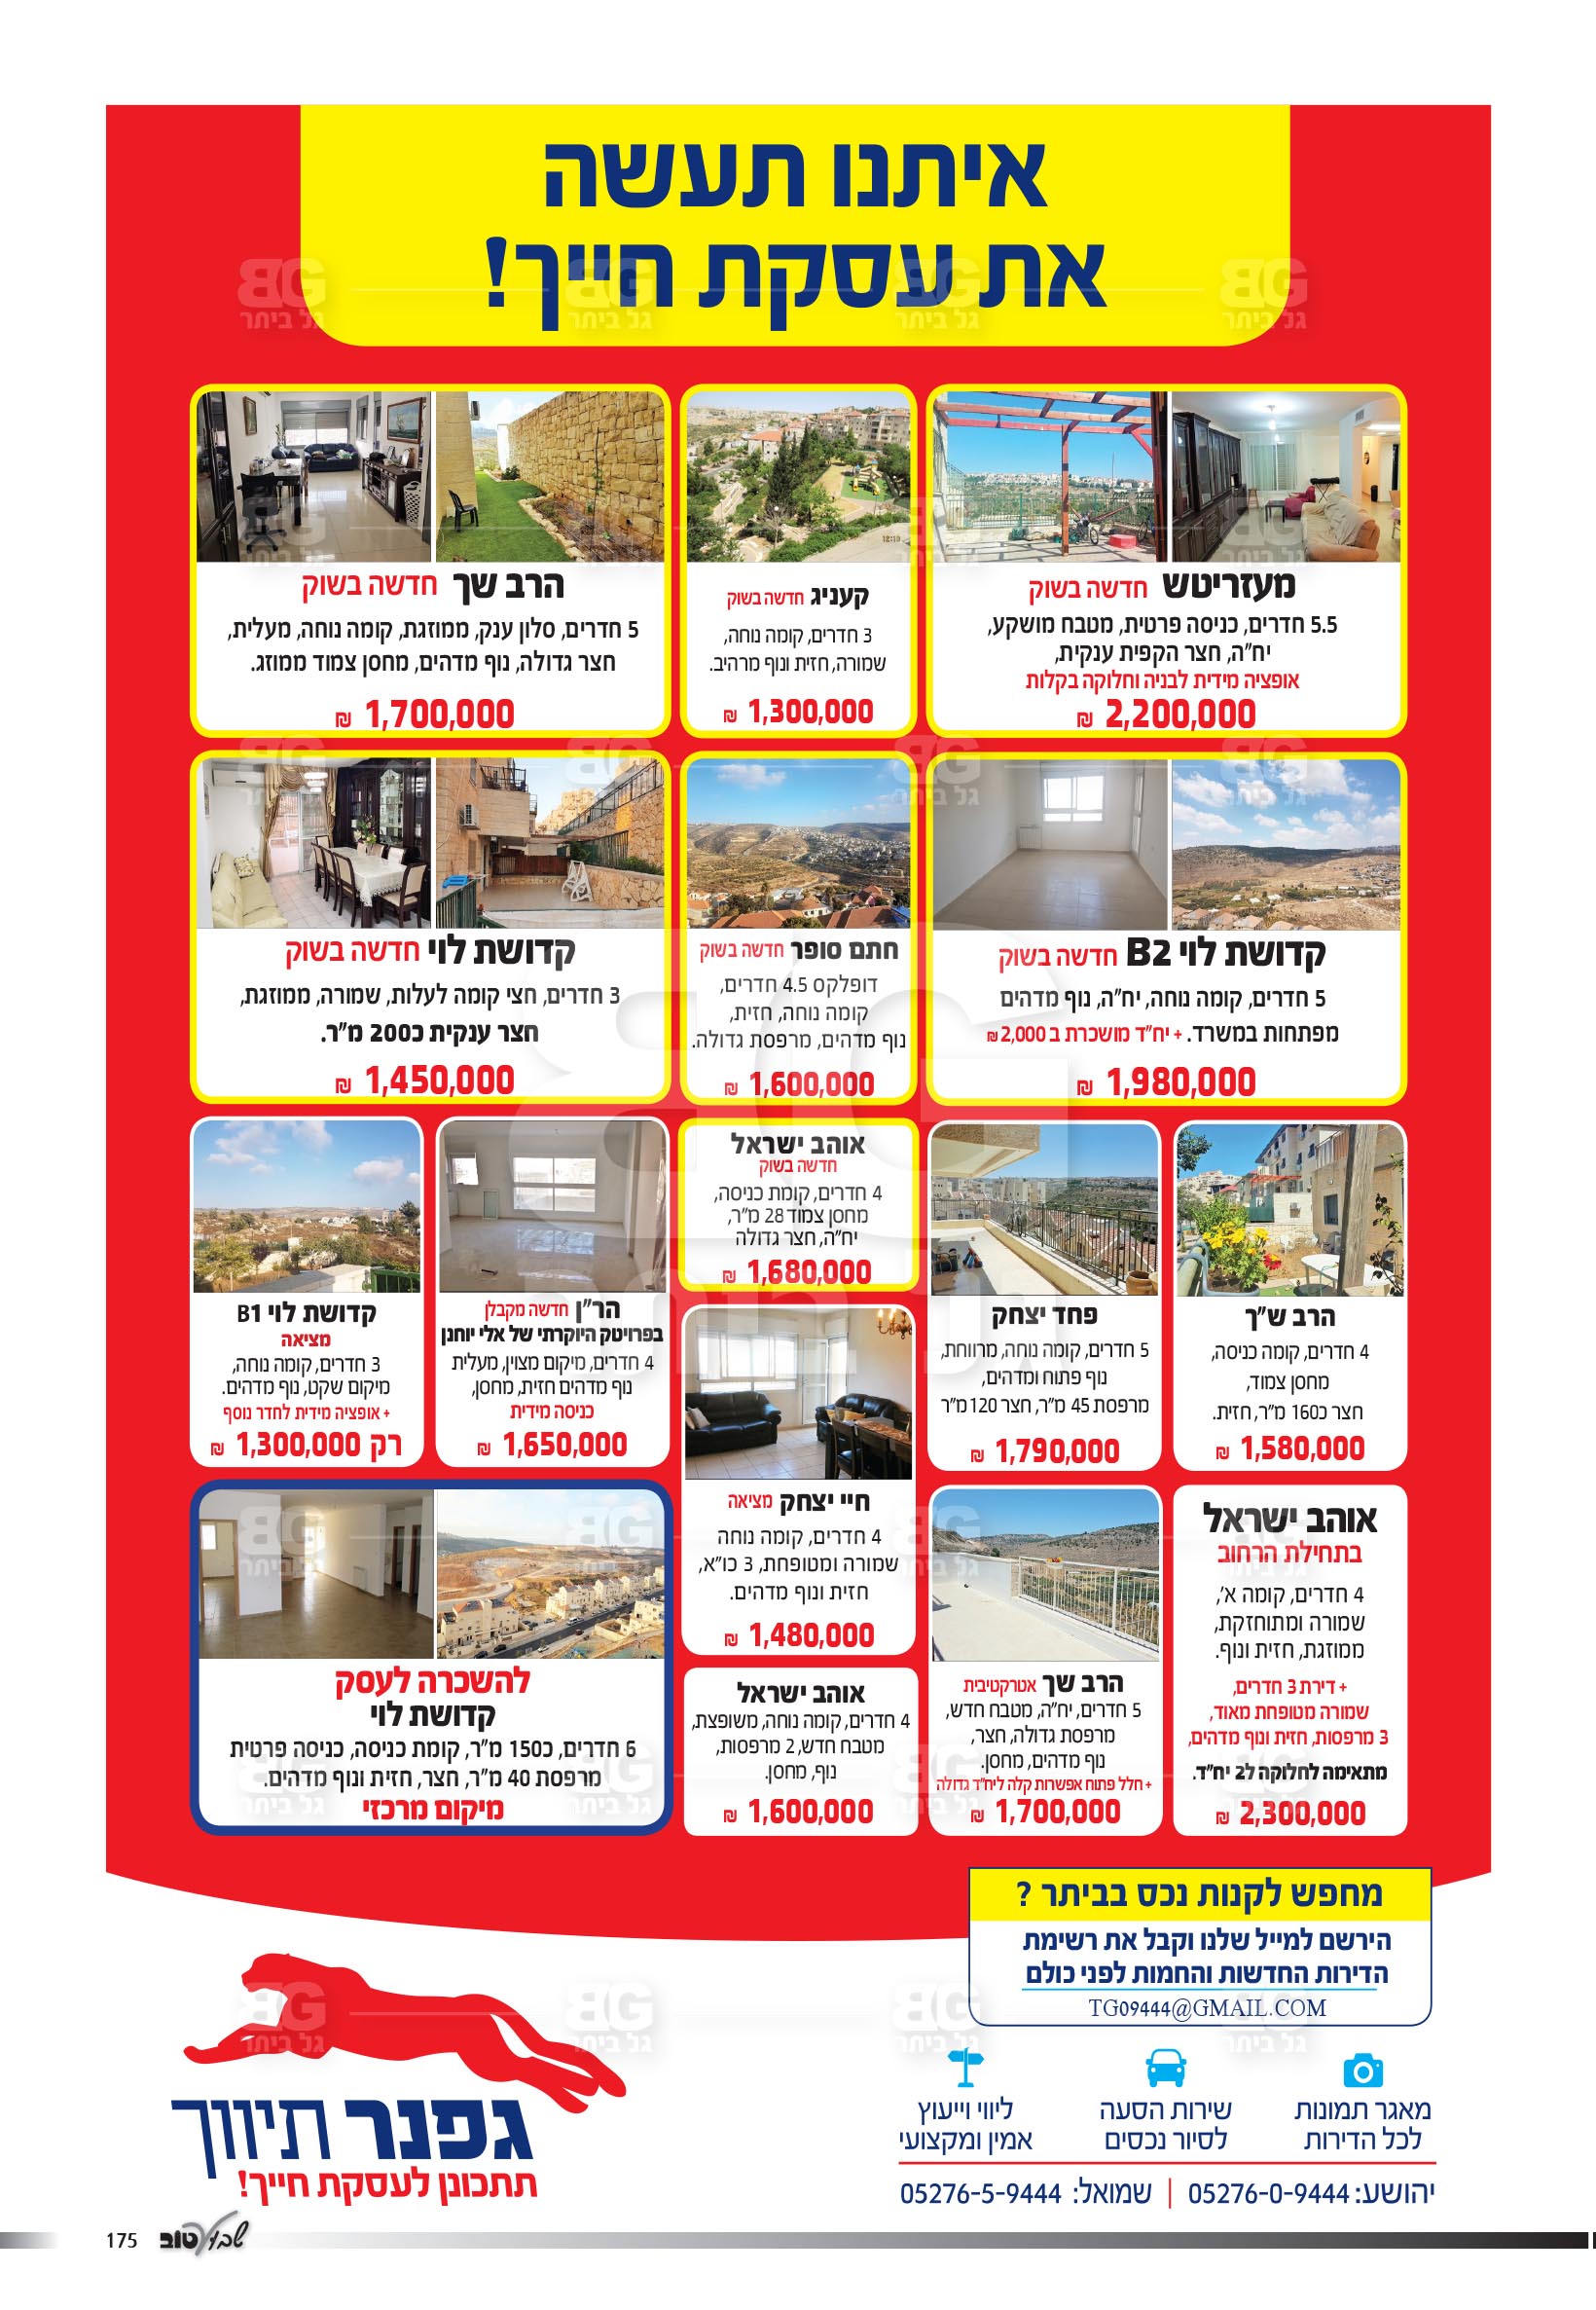 איתנו תעשה
את עסקת חייך!
מעזריטש חדשה בשוק
5.5 חדרים, כניסה פרטית, מטבח מושקע,
יח"ה, חצר הקפית ענקית,
אופציה מידית לבניה וחלוקה בקלות
2,200,000 ₪
קעניג חדשה בשוק
3 חדרים, קומה נוחה,
שמורה, חזית ונוף מרהיב.
1,300,000 ₪
הרב שך חדשה בשוק
5 חדרים, סלון ענק, ממוזגת, קומה נוחה, מעלית,
חצר גדולה, נוף מדהים, מחסן צמוד ממוזג.
1,700,000 ₪
קדושת לוי B2 חדשה בשוק
5 חדרים, קומה נוחה, יח"ה, נוף מדהים
מפתחות במשרד. + יח"ד מושכרת ב 2,000 ₪
1,980,000 ₪
חתם סופר חדשה בשוק
דופלקס 4.5 חדרים,
קומה נוחה, חזית,
נוף מדהים, מרפסת גדולה.
1,600,000 ₪
קדושת לוי חדשה בשוק
3 חדרים, חצי קומה לעלות, שמורה, ממוזגת,
חצר ענקית כ200 מ"ר.
1,450,000 ₪
הרב ש"ך
4 חדרים, קומה כניסה,
מחסן צמוד,
חצר כ160 מ"ר, חזית.
1,580,000 ₪
פחד יצחק
5 חדרים, קומה נוחה, מרווחת,
נוף פתוח ומדהים,
מרפסת 45 מ"ר, חצר 120 מ"ר
1,790,000 ₪
אוהב ישראל
חדשה בשוק
4 חדרים, קומת כניסה,
מחסן צמוד 28 מ"ר,
יח"ה, חצר גדולה
1,680,000 ₪
הר"ן חדשה מקבלן
בפרויטק היוקרתי של אלי יוחנן
4 חדרים, מיקום מצוין, מעלית
נוף מדהים חזית, מחסן,
כניסה מידית
1,650,000 ₪
קדושת לוי B1
מציאה
3 חדרים, קומה נוחה,
מיקום שקט, נוף מדהים.
+ אופציה מידית לחדר נוסף
רק 1,300,000 ₪
אוהב ישראל
בתחילת הרחוב
4 חדרים, קומה א',
שמורה ומתוחזקת,
ממוזגת, חזית ונוף.
+ דירת 3 חדרים,
שמורה מטופחת מאוד,
3 מרפסות, חזית ונוף מדהים,
מתאימה לחלוקה ל2 יח"ד.
2,300,000 ₪
הרב שך אטרקטיבית
5 חדרים, יח"ה, מטבח חדש,
מרפסת גדולה, חצר,
נוף מדהים, מחסן.
+ חלל פתוח אפשרות קלה ליח"ד גדולה
1,700,000 ₪
חיי יצחק מציאה
4 חדרים, קומה נוחה
שמורה ומטופחת, 3 כו"א,
חזית ונוף מדהים.
1,480,000 ₪
אוהב ישראל
4 חדרים, קומה נוחה, משופצת,
מטבח חדש, 2 מרפסות,
נוף, מחסן.
1,600,000 ₪
להשכרה לעסק
קדושת לוי
6 חדרים, כ150 מ"ר, קומת כניסה, כניסה פרטית
מרפסת 40 מ"ר, חצר, חזית ונוף מדהים.
מיקום מרכזי
מחפש לקנות נכס בביתר ?
הירשם למייל שלנו וקבל את רשימת
הדירות החדשות והחמות לפני כולם
TG09444@GMAIL.COM
מאגר תמונות
לכל הדירות
שירות הסעה
לסיור נכסים
ליווי וייעוץ
אמין ומקצועי
יהושע: 05276-0-9444 | שמואל: 05276-5-9444
גפנר תיווך
תתכונן לעסקת חייך!
175 שבוע טוב
BG
גל ביתר